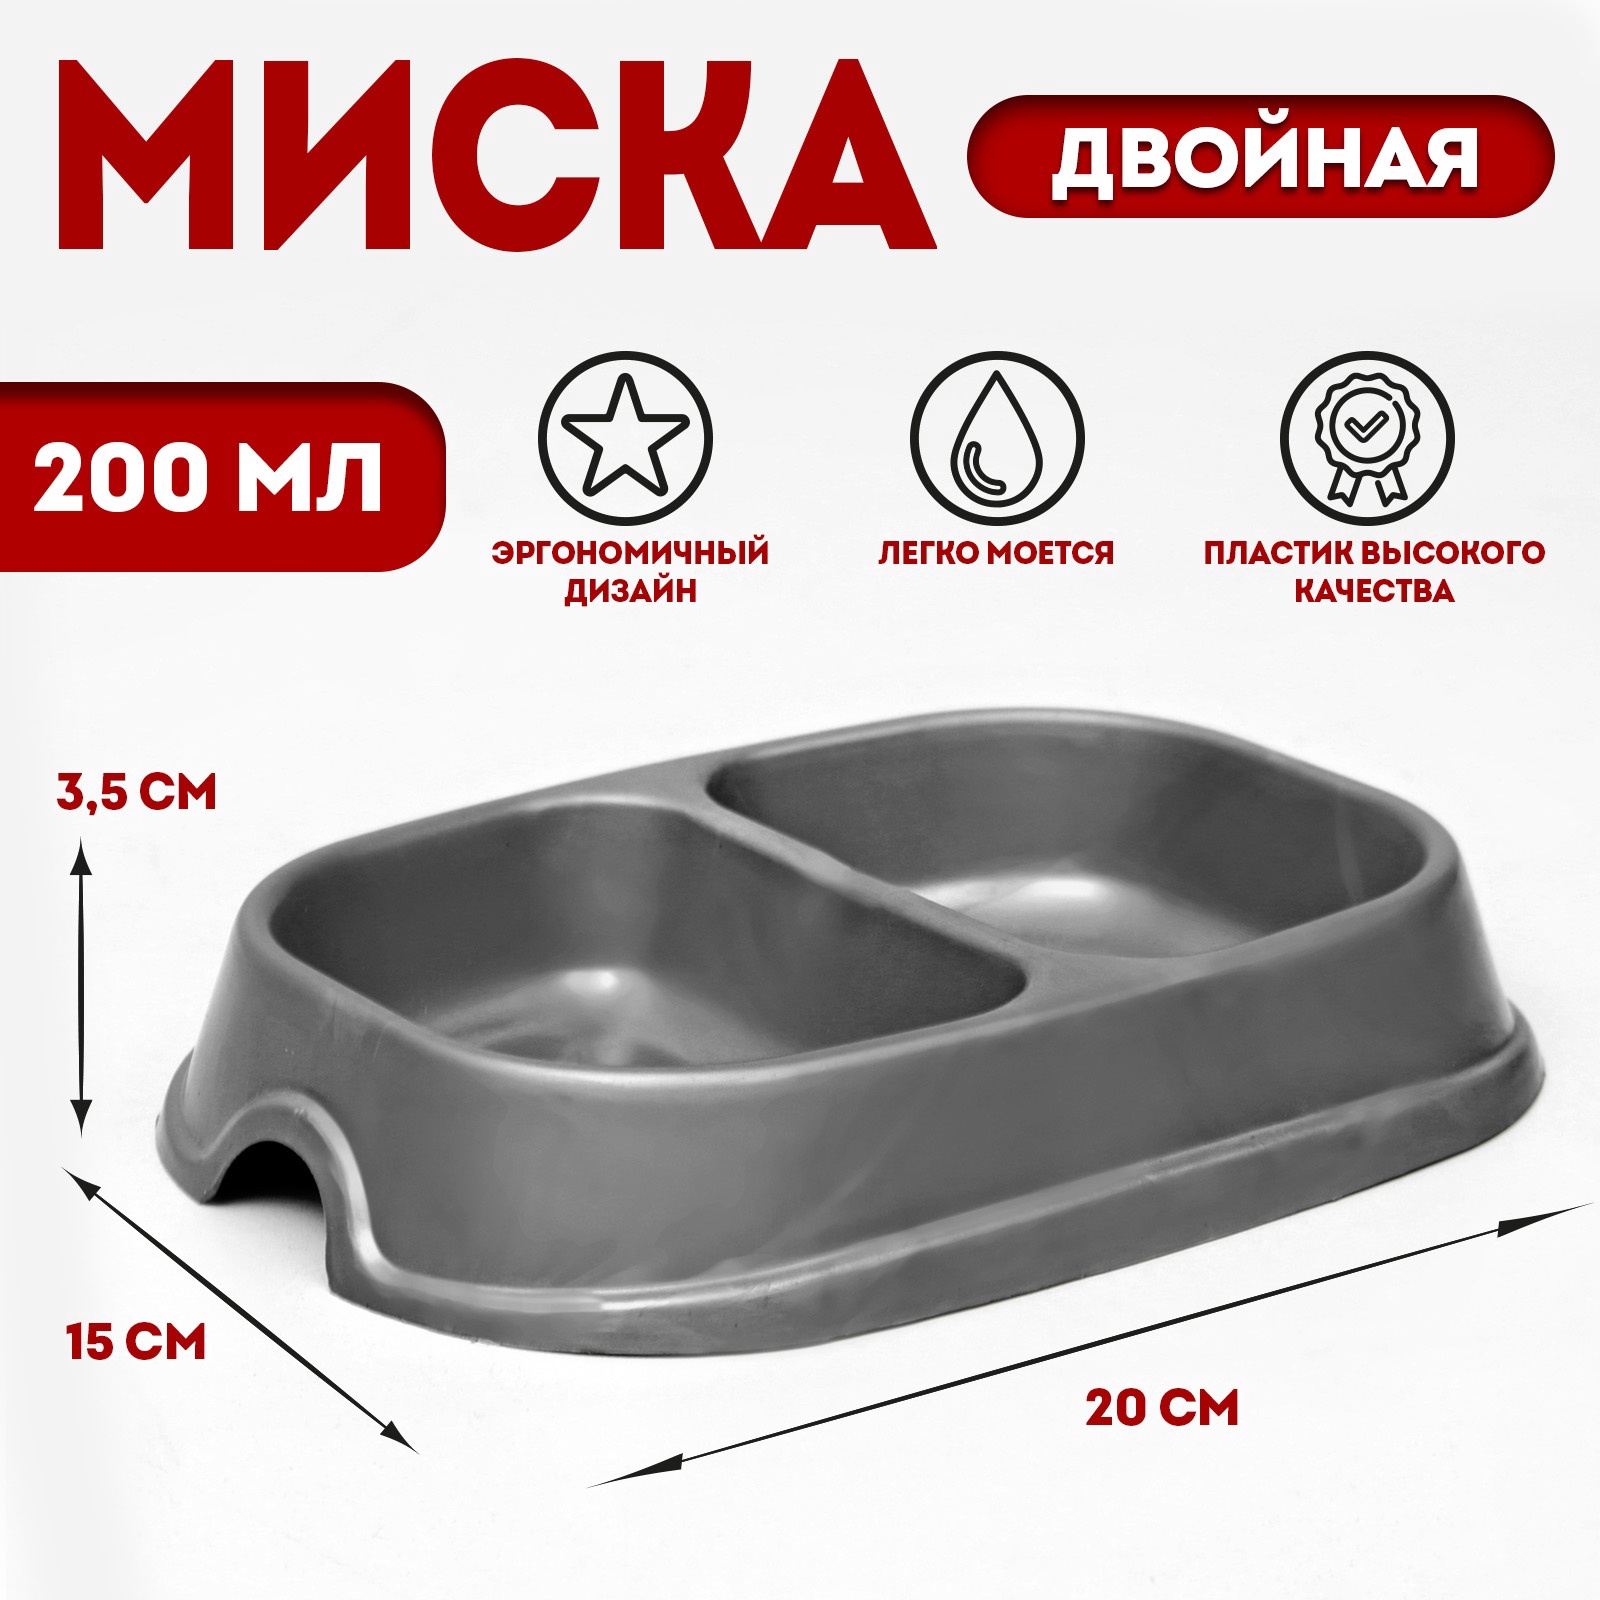 МИСКА
ДВОЙНАЯ
200 МЛ
ЭРГОНОМИЧНЫЙ
ДИЗАЙН
ЛЕГКО МОЕТСЯ
ПЛАСТИК ВЫСОКОГО
КАЧЕСТВА
3,5 СМ
15 СМ
20 СМ